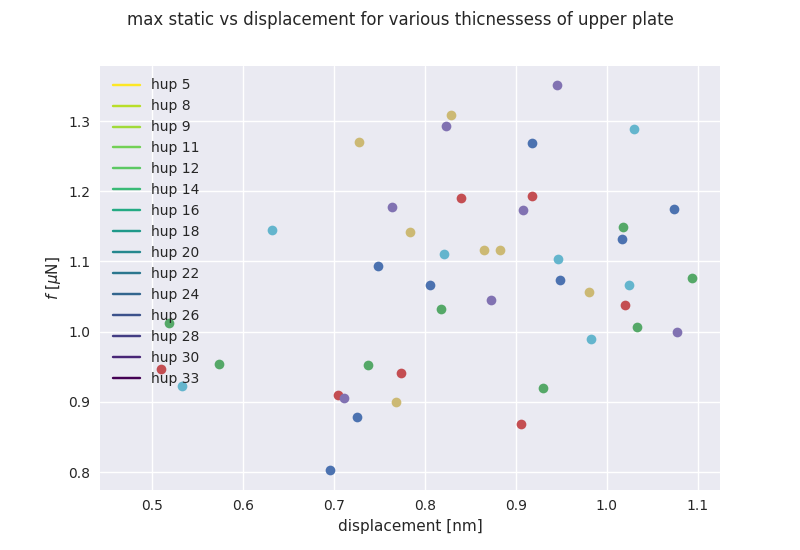 max static vs displacement for various thicnessess of upper plate
hup 5
hup 8
hup 9
hup 11
hup 12
hup 14
hup 16
hup 18
hup 20
hup 22
hup 24
hup 26
hup 28
hup 30
hup 33
1.3
1.2
1.1
1.0
0.9
0.8
f [μN]
0.5 0.6 0.7 0.8 0.9 1.0 1.1
displacement [nm]